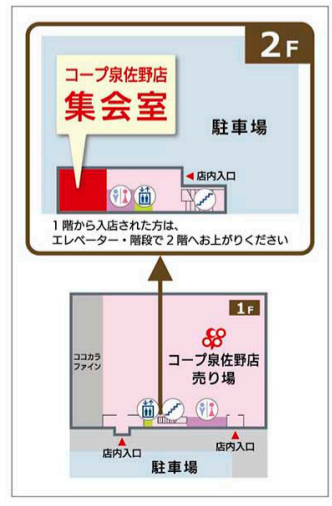 2F
コープ泉佐野店
集会室
駐車場
店内入口
1階から入店された方は、
エレベーター・階段で2階へお上がりください
1F
ココカラ
ファイン
コープ泉佐野店
売り場
店内入口
店内入口
駐車場